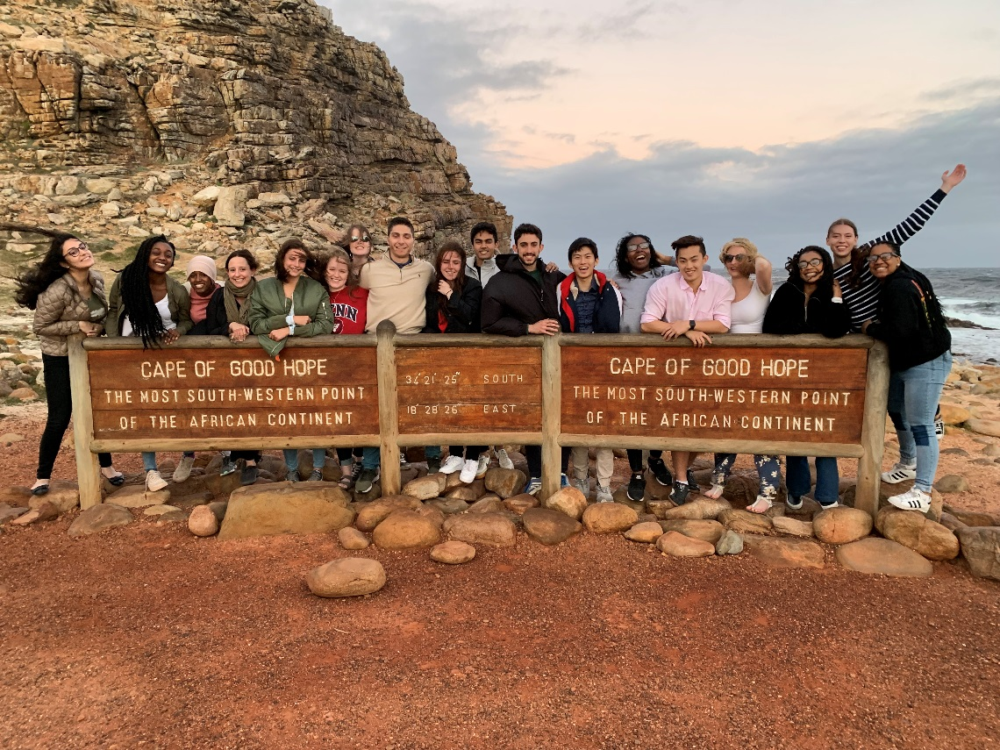 CAPE OF GOOD HOPE
THE MOST SOUTH-WESTERN POINT
OF THE AFRICAN CONTINENT
34° 21' 25" SOUTH
18° 28' 26" EAST
CAPE OF GOOD HOPE
THE MOST SOUTH-WESTERN POINT
OF THE AFRICAN CONTINENT